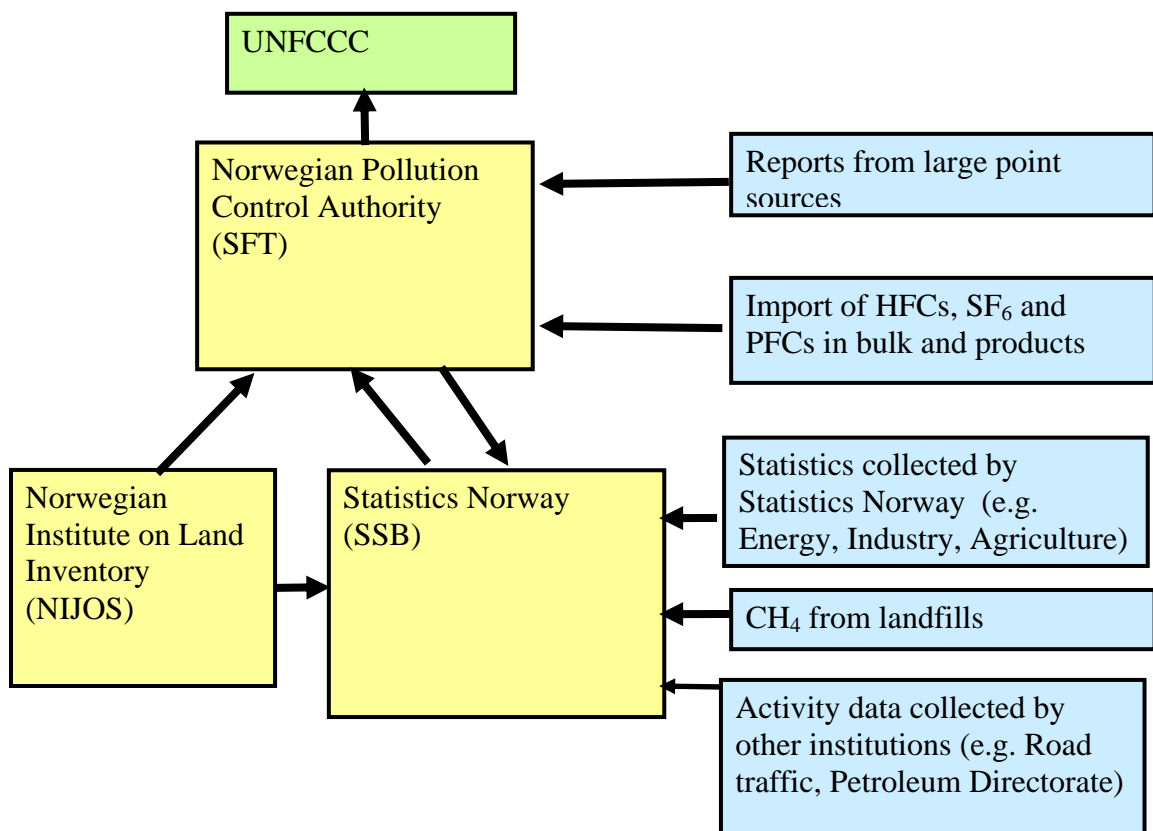 UNFCCC
Norwegian Pollution
Control Authority
(SFT)
Reports from large point
sources
Import of HFCs, SF₆ and
PFCs in bulk and products
Norwegian
Institute on Land
Inventory
(NIJOS)
Statistics Norway
(SSB)
Statistics collected by
Statistics Norway (e.g.
Energy, Industry, Agriculture)
CH₄ from landfills
Activity data collected by
other institutions (e.g. Road
traffic, Petroleum Directorate)